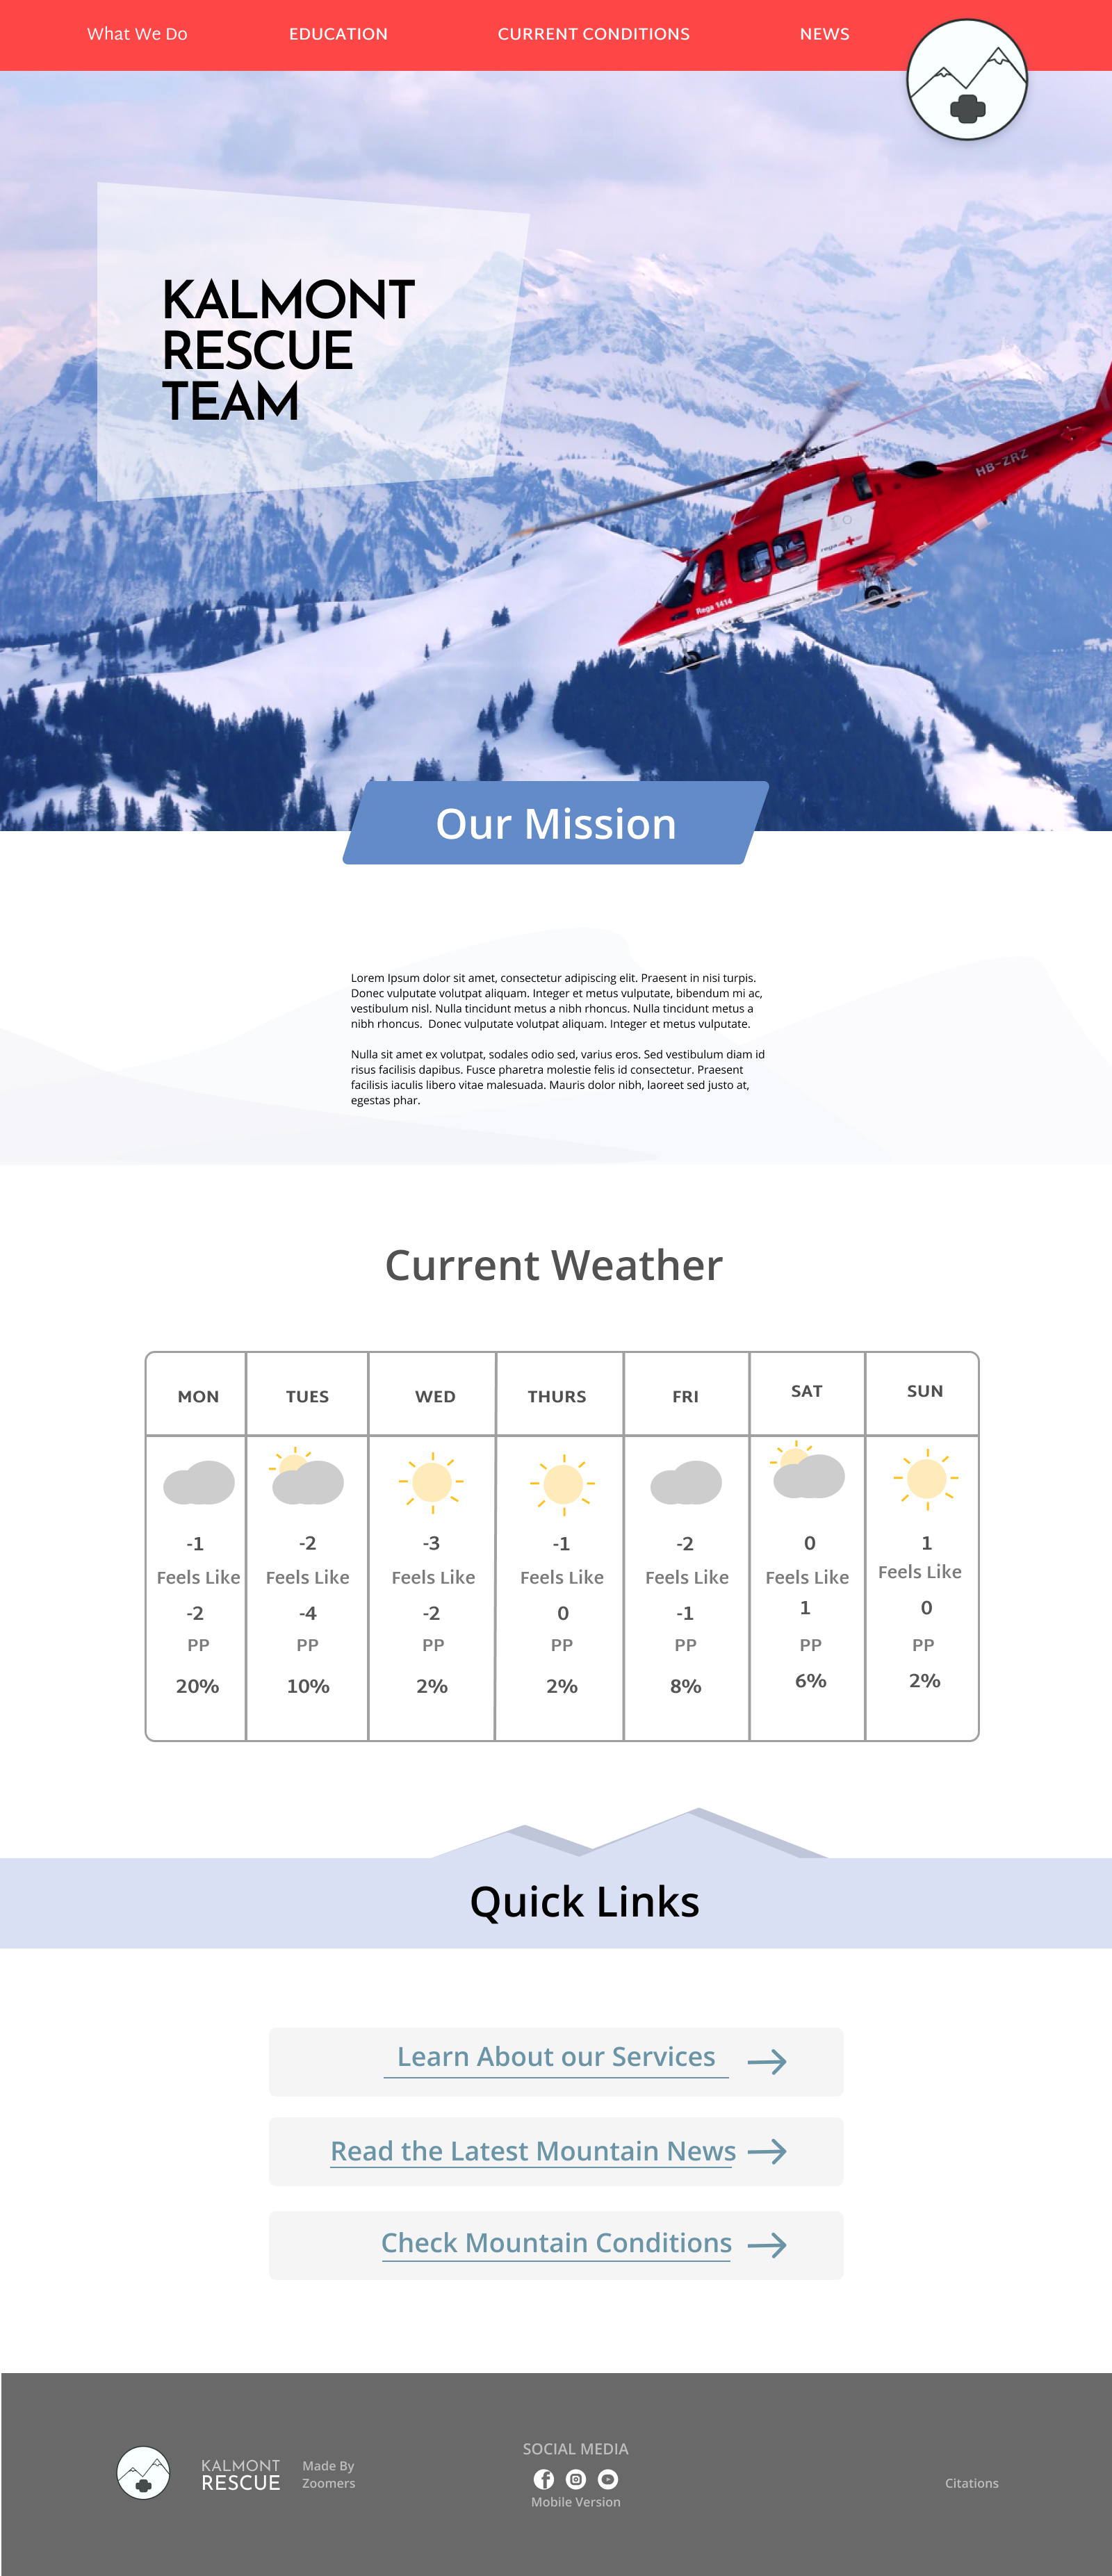 What We Do
EDUCATION
CURRENT CONDITIONS
NEWS
KALMONT
RESCUE
TEAM
HB-ZRZ
rega
Rega 1414
Our Mission
Lorem Ipsum dolor sit amet, consectetur adipiscing elit. Praesent in nisi turpis.
Donec vulputate volutpat aliquam. Integer et metus vulputate, bibendum mi ac,
vestibulum nisl. Nulla tincidunt metus a nibh rhoncus. Nulla tincidunt metus a
nibh rhoncus.  Donec vulputate volutpat aliquam. Integer et metus vulputate.
Nulla sit amet ex volutpat, sodales odio sed, varius eros. Sed vestibulum diam id
risus facilisis dapibus. Fusce pharetra molestie felis id consectetur. Praesent
facilisis iaculis libero vitae malesuada. Mauris dolor nibh, laoreet sed justo at,
egestas phar.
Current Weather
MON TUES WED THURS FRI SAT SUN
-1 -2 -3 -1 -2 0 1
Feels Like Feels Like Feels Like Feels Like Feels Like Feels Like Feels Like
-2 -4 -2 0 -1 1 0
PP PP PP PP PP PP PP
20% 10% 2% 2% 8% 6% 2%
Quick Links
Learn About our Services
Read the Latest Mountain News
Check Mountain Conditions
KALMONT
RESCUE
Made By
Zoomers
SOCIAL MEDIA
Mobile Version
Citations